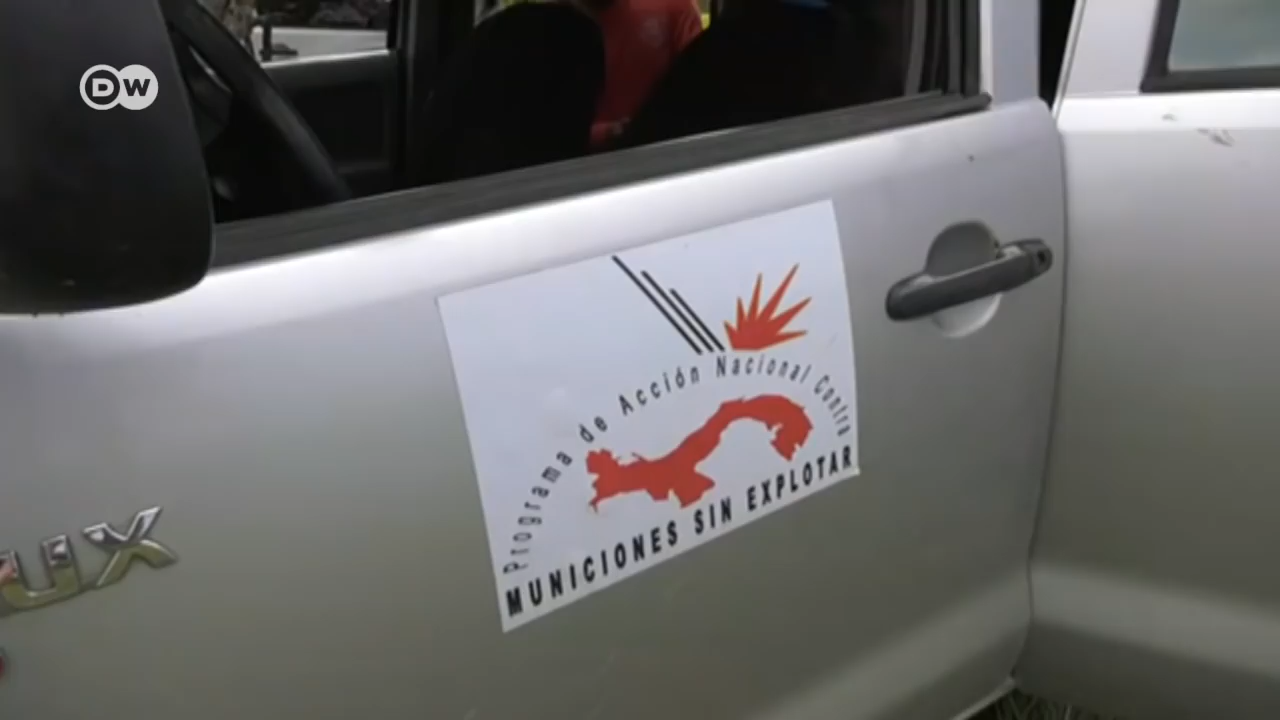 DW
Programa de Acción Nacional Contra
MUNICIONES SIN EXPLOTAR
UX